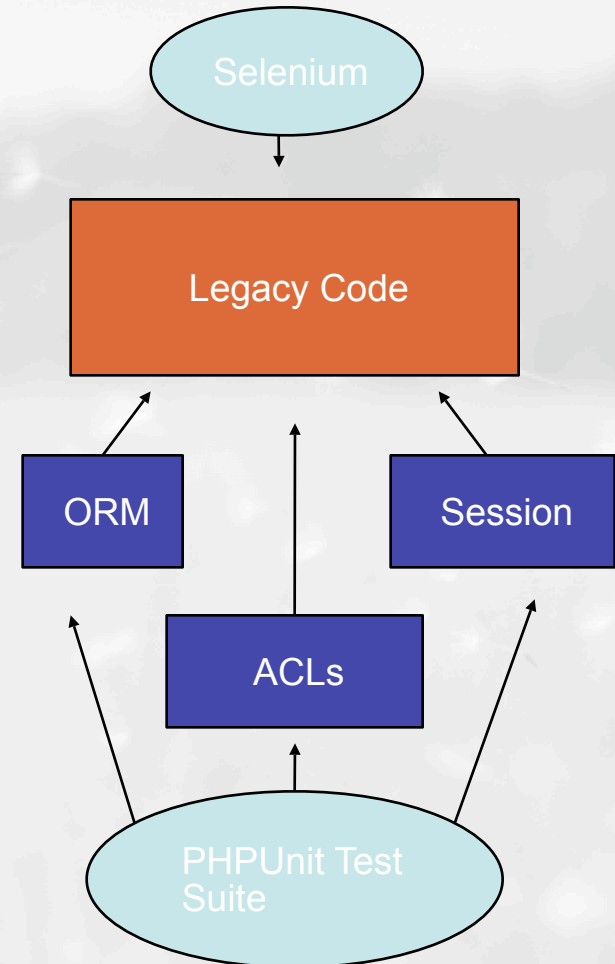 Selenium
Legacy Code
ORM
Session
ACLs
PHPUnit Test
Suite